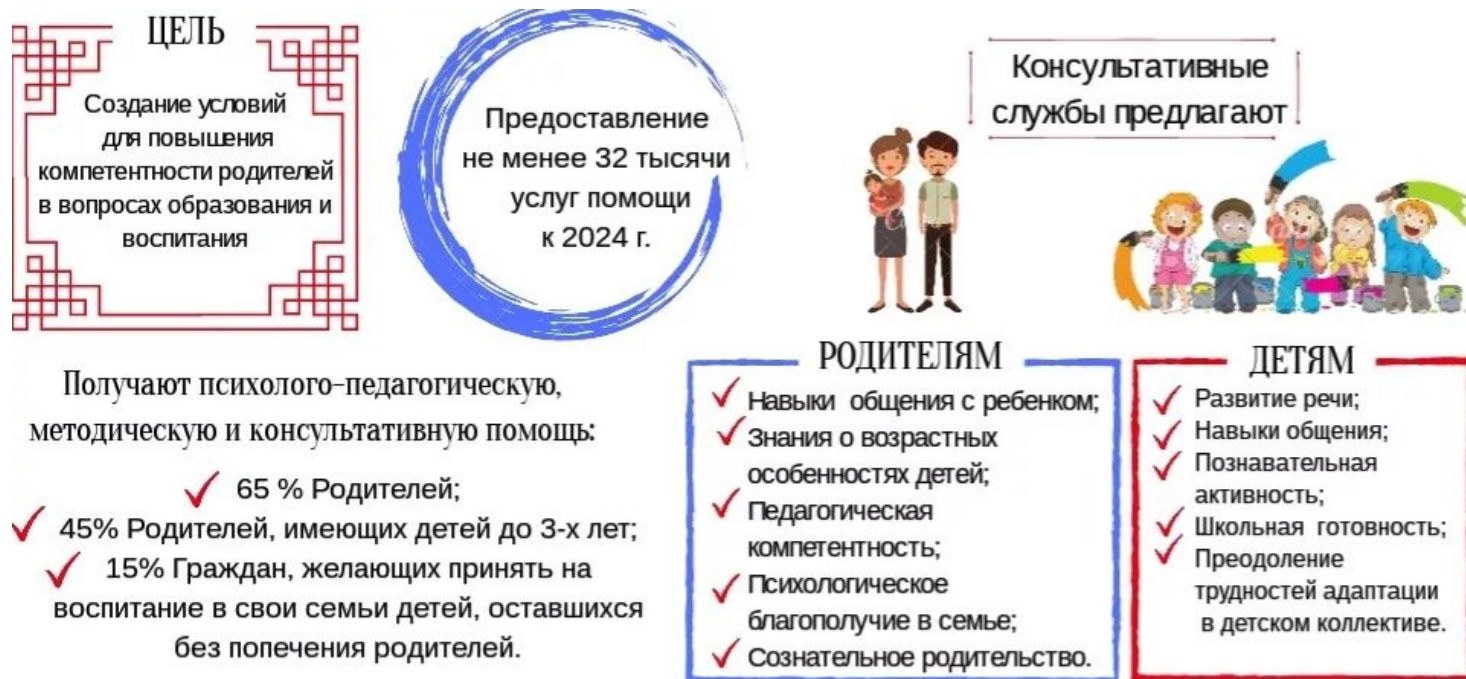 ЦЕЛЬ
Создание условий
для повышения
компетентности родителей
в вопросах образования и
воспитания
Предоставление
не менее 32 тысячи
услуг помощи
к 2024 г.
Консультативные
службы предлагают
Получают психолого-педагогическую,
методическую и консультативную помощь:
65 % Родителей;
45% Родителей, имеющих детей до 3-х лет;
15% Граждан, желающих принять на
воспитание в свои семьи детей, оставшихся
без попечения родителей.
РОДИТЕЛЯМ
Навыки общения с ребенком;
Знания о возрастных
особенностях детей;
Педагогическая
компетентность;
Психологическое
благополучие в семье;
Сознательное родительство.
ДЕТЯМ
Развитие речи;
Навыки общения;
Познавательная
активность;
Школьная готовность;
Преодоление
трудностей адаптации
в детском коллективе.